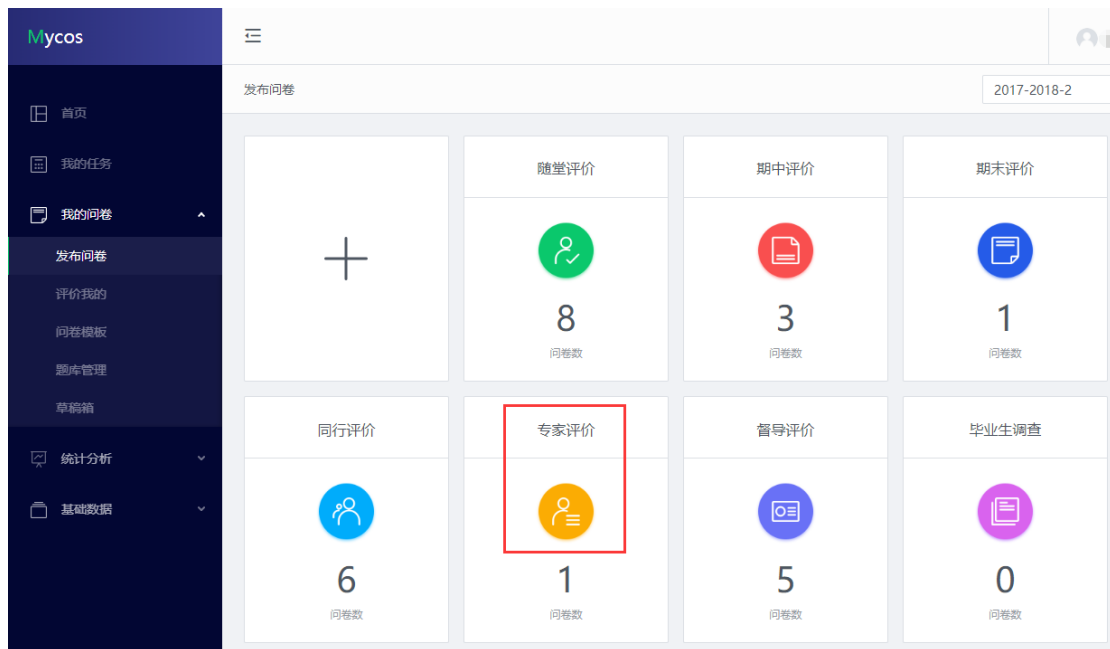 Mycos
首页
我的任务
我的问卷
发布问卷
评价我的
问卷模板
题库管理
草稿箱
统计分析
基础数据
发布问卷
2017-2018-2
随堂评价
8
问卷数
期中评价
3
问卷数
期末评价
1
问卷数
同行评价
6
问卷数
专家评价
1
问卷数
督导评价
5
问卷数
毕业生调查
0
问卷数